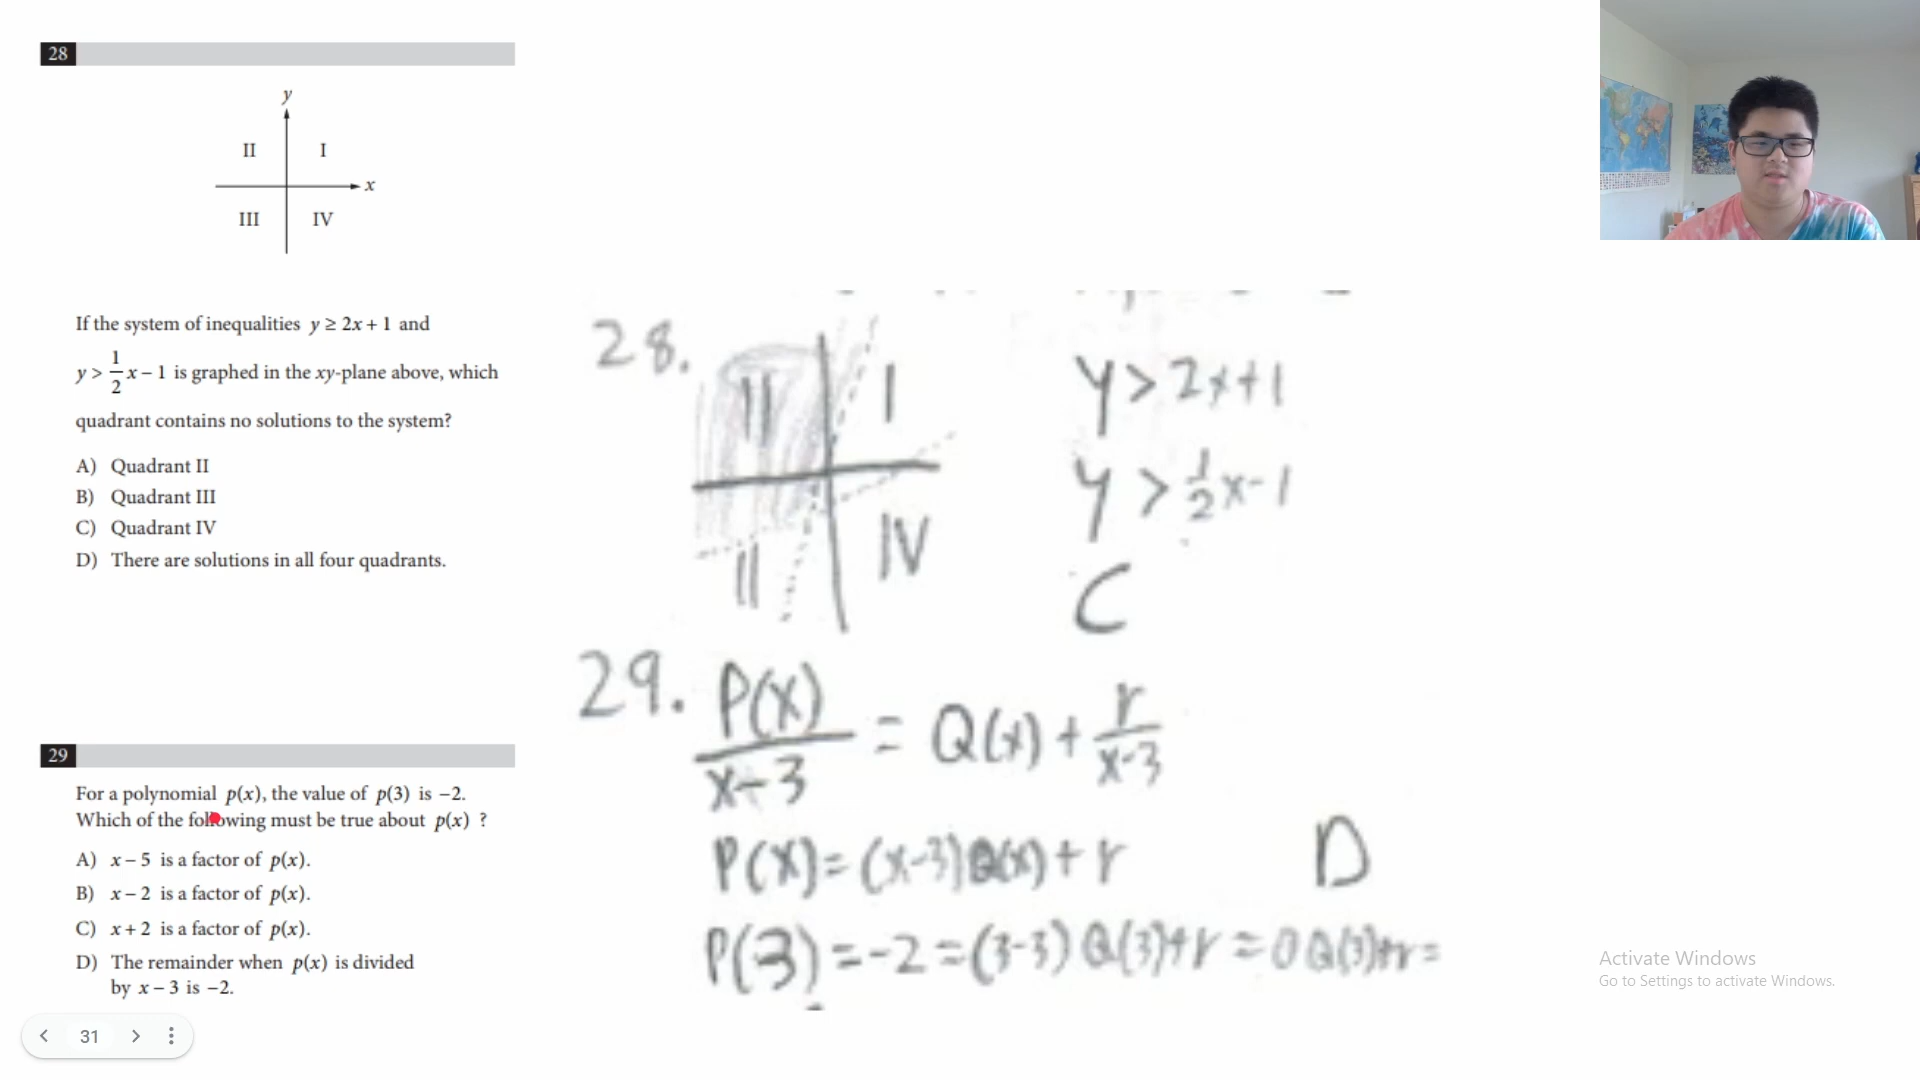 28
y
II I
x
III IV
If the system of inequalities y ≥ 2x + 1 and
y > 1/2 x − 1 is graphed in the xy-plane above, which
quadrant contains no solutions to the system?
A) Quadrant II
B) Quadrant III
C) Quadrant IV
D) There are solutions in all four quadrants.
29
For a polynomial p(x), the value of p(3) is −2.
Which of the following must be true about p(x) ?
A) x − 5 is a factor of p(x).
B) x − 2 is a factor of p(x).
C) x + 2 is a factor of p(x).
D) The remainder when p(x) is divided
by x − 3 is −2.
31
28.
II I
II IV
y > 2x+1
y > 1/2 x-1
C
29. P(x)/x-3 = Q(x) + r/x-3
P(x) = (x-3)Q(x) + r
D
P(3) = -2 = (3-3) Q(3)+r = 0 Q(3)+r =
Activate Windows
Go to Settings to activate Windows.